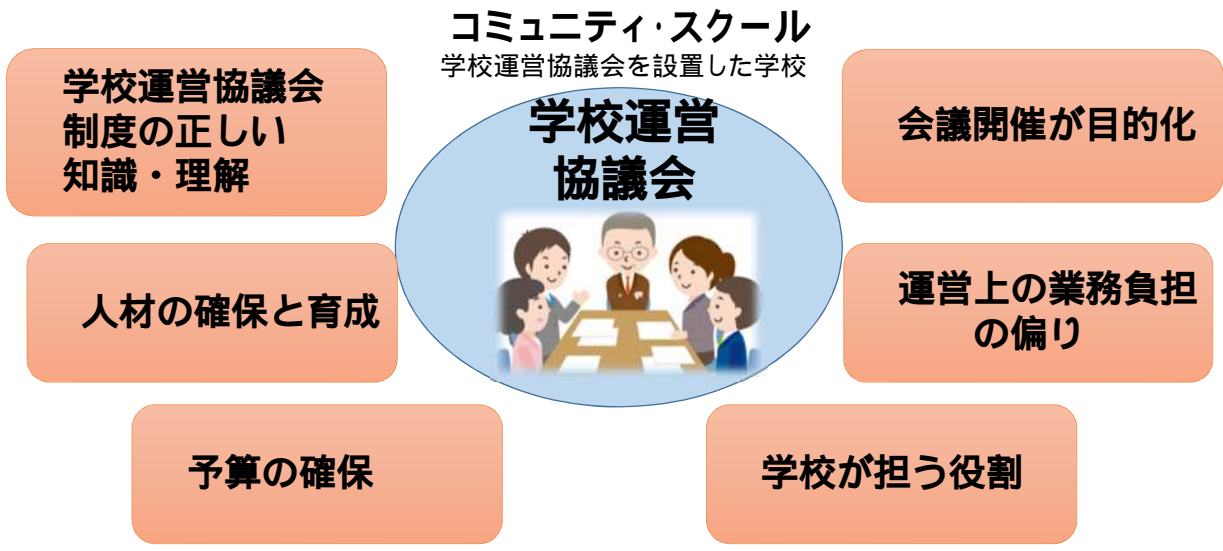 コミュニティ・スクール
学校運営協議会を設置した学校
学校運営
協議会
学校運営協議会
制度の正しい
知識・理解
人材の確保と育成
予算の確保
会議開催が目的化
運営上の業務負担
の偏り
学校が担う役割